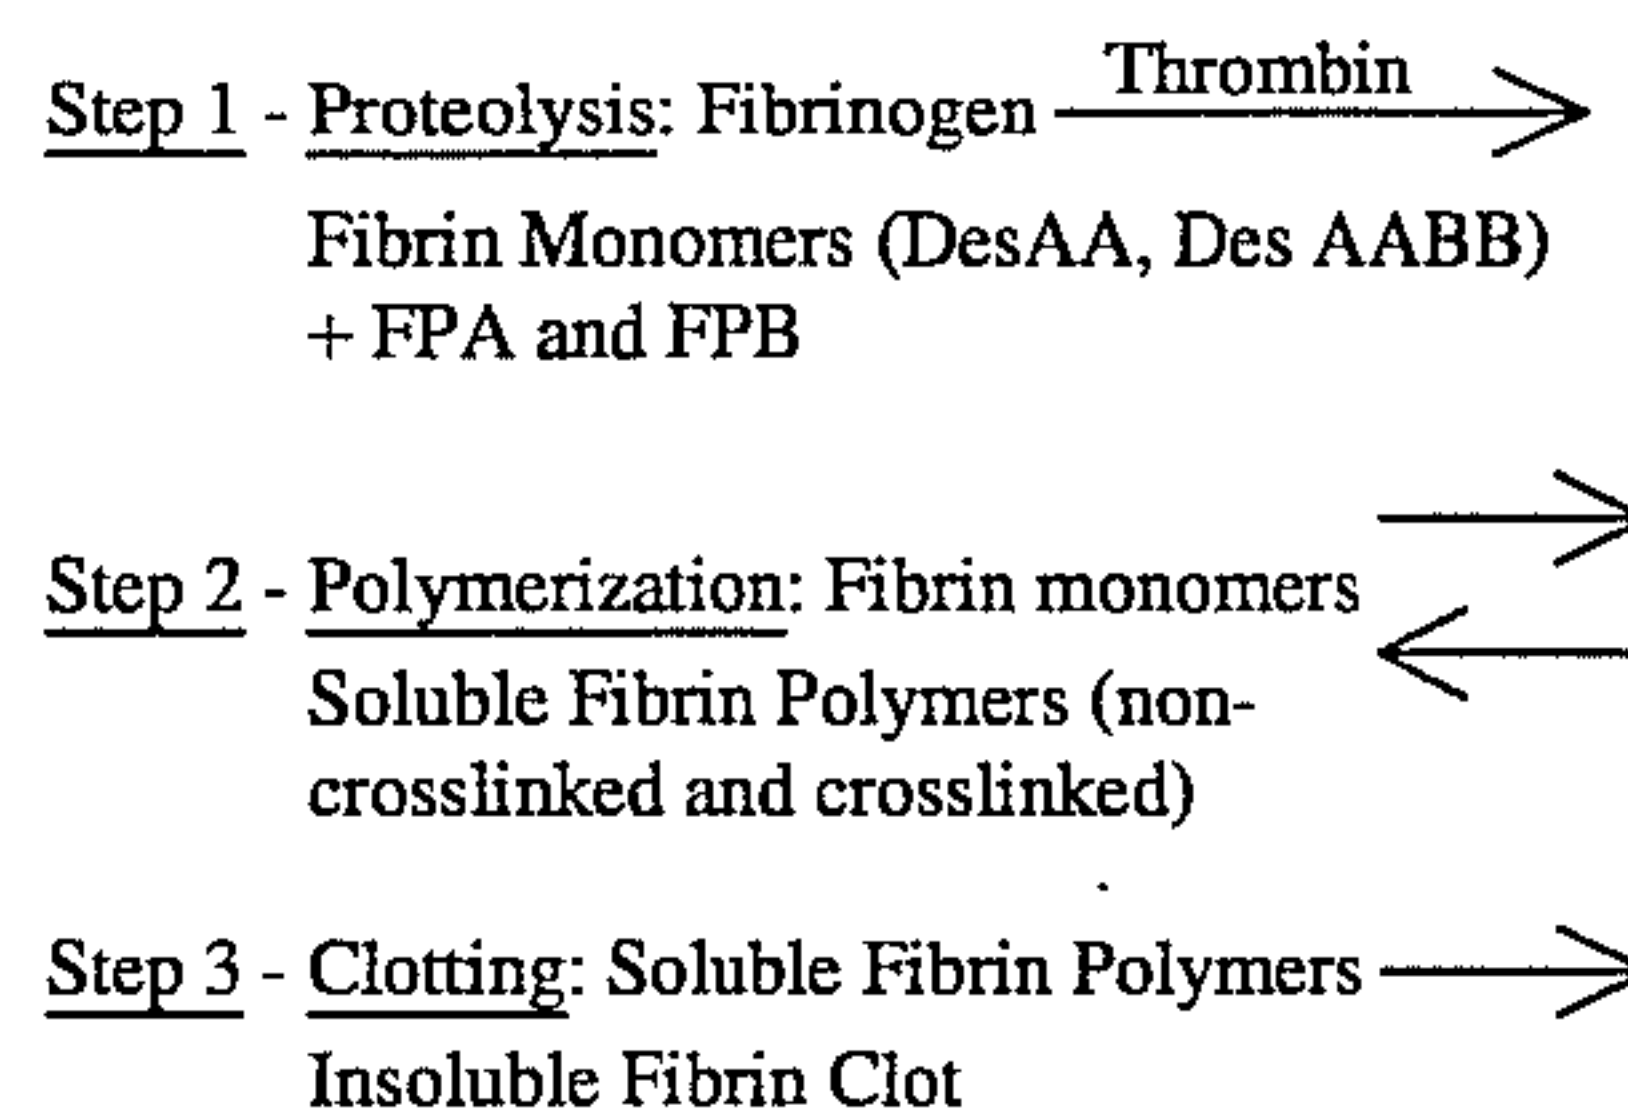 Thrombin
Step 1 - Proteolysis: Fibrinogen
Fibrin Monomers (DesAA, Des AABB)
+ FPA and FPB
Step 2 - Polymerization: Fibrin monomers
Soluble Fibrin Polymers (non-
crosslinked and crosslinked)
Step 3 - Clotting: Soluble Fibrin Polymers
Insoluble Fibrin Clot